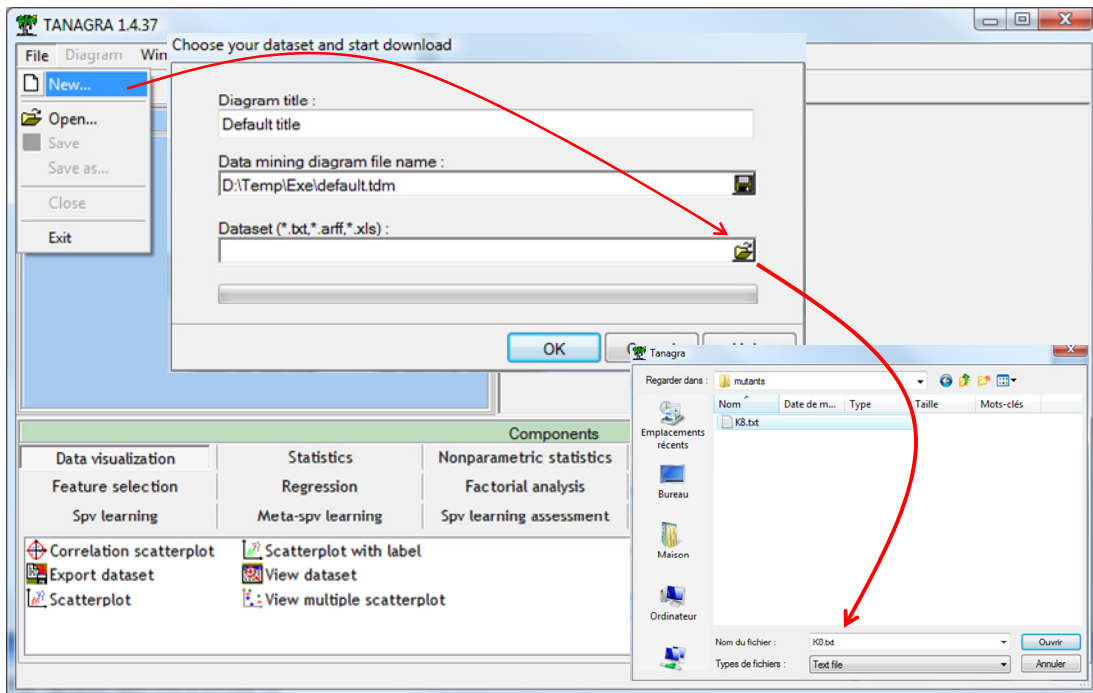 TANAGRA 1.4.37
File Diagram Win
New...
Open...
Save
Save as...
Close
Exit
Choose your dataset and start download
Diagram title :
Default title
Data mining diagram file name :
D:\Temp\Exe\default.tdm
Dataset (*.txt,*.arff,*.xls) :
OK
Tanagra
Regarder dans : mutants
Nom Date de m... Type Taille Mots-clés
K8.txt
Emplacements
récents
Bureau
Maison
Ordinateur
Nom du fichier : K8.txt Ouvrir
Types de fichiers : Text file Annuler
Components
Data visualization Statistics Nonparametric statistics
Feature selection Regression Factorial analysis
Spv learning Meta-spv learning Spv learning assessment
Correlation scatterplot Scatterplot with label
Export dataset View dataset
Scatterplot View multiple scatterplot